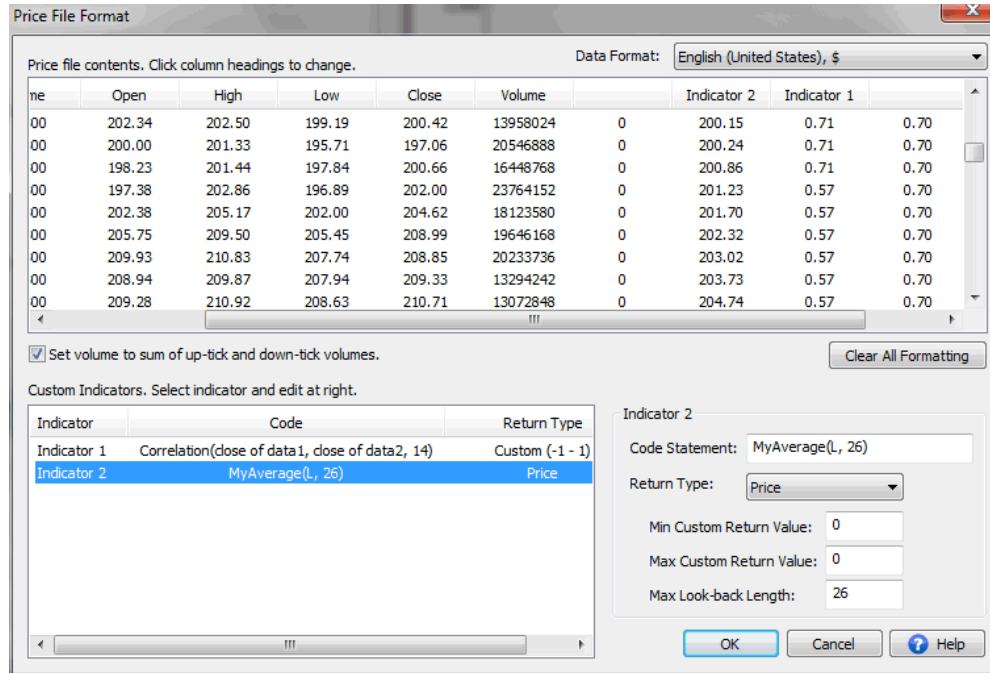 Price File Format
X
Data Format: English (United States), $
Price file contents. Click column headings to change.
me Open High Low Close Volume Indicator 2 Indicator 1
00 202.34 202.50 199.19 200.42 13958024 0 200.15 0.71 0.70
00 200.00 201.33 195.71 197.06 20546888 0 200.24 0.71 0.70
00 198.23 201.44 197.84 200.66 16448768 0 200.86 0.71 0.70
00 197.38 202.86 196.89 202.00 23764152 0 201.23 0.57 0.70
00 202.38 205.17 202.00 204.62 18123580 0 201.70 0.57 0.70
00 205.75 209.50 205.45 208.99 19646168 0 202.32 0.57 0.70
00 209.93 210.83 207.74 208.85 20233736 0 203.02 0.57 0.70
00 208.94 209.87 207.94 209.33 13294242 0 203.73 0.57 0.70
00 209.28 210.92 208.63 210.71 13072848 0 204.74 0.57 0.70
Set volume to sum of up-tick and down-tick volumes.
Clear All Formatting
Custom Indicators. Select indicator and edit at right.
Indicator Code Return Type
Indicator 1 Correlation(close of data1, close of data2, 14) Custom (-1 - 1)
Indicator 2 MyAverage(L, 26) Price
Indicator 2
Code Statement: MyAverage(L, 26)
Return Type: Price
Min Custom Return Value: 0
Max Custom Return Value: 0
Max Look-back Length: 26
OK Cancel ? Help